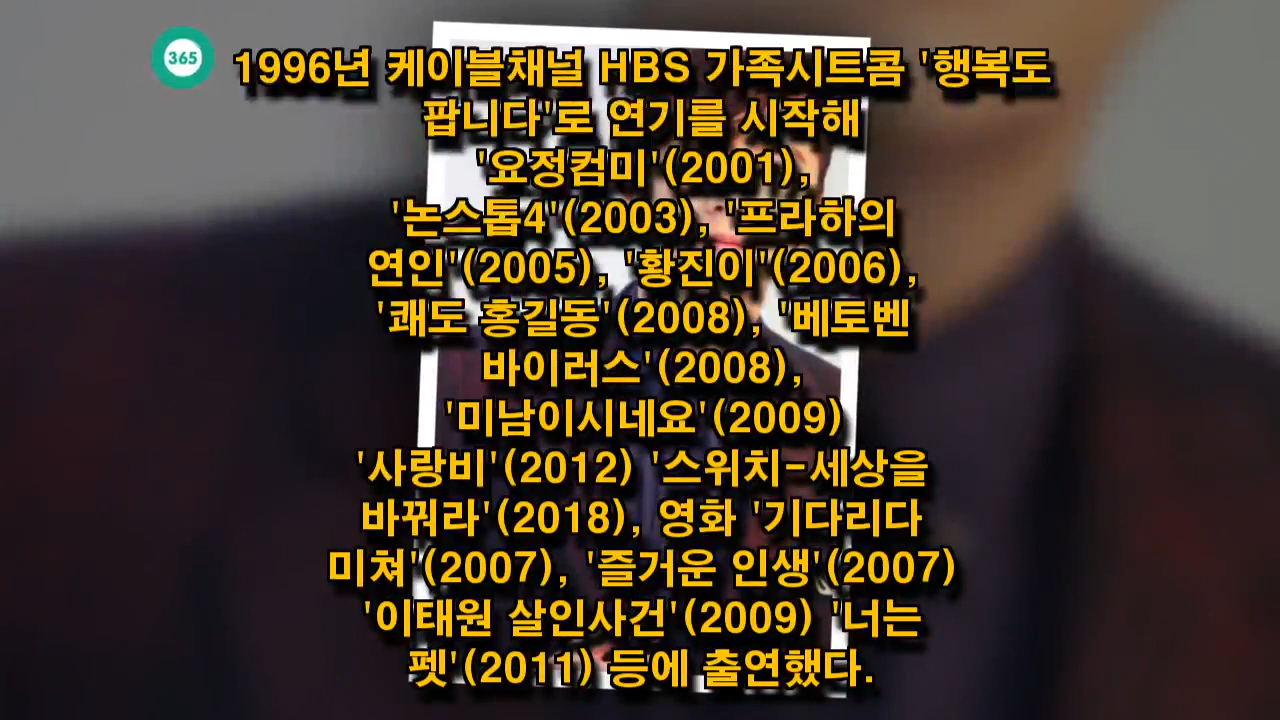 365
1996년 케이블채널 HBS 가족시트콤 '행복도
팝니다'로 연기를 시작해
'요정컴미'(2001),
'논스톱4'(2003), '프라하의
연인'(2005), '황진이'(2006),
'쾌도 홍길동'(2008), '베토벤
바이러스'(2008),
'미남이시네요'(2009)
'사랑비'(2012) '스위치-세상을
바꿔라'(2018), 영화 '기다리다
미쳐'(2007), '즐거운 인생'(2007)
'이태원 살인사건'(2009) '너는
펫'(2011) 등에 출연했다.